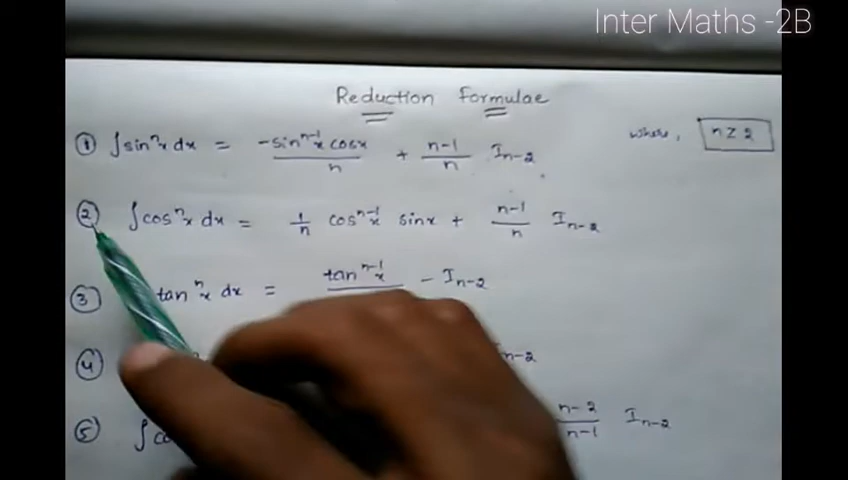 Inter Maths -2B
Reduction Formulae
① ∫sinⁿx dx = -sinⁿ⁻¹x cosx / n + n-1/n Iₙ₋₂ where, n ≥ 2
② ∫cosⁿx dx = 1/n cosⁿ⁻¹x sinx + n-1/n Iₙ₋₂
③ tanⁿx dx = tanⁿ⁻¹x - Iₙ₋₂
④ n-2
⑤ ∫co n-2/n-1 Iₙ₋₂